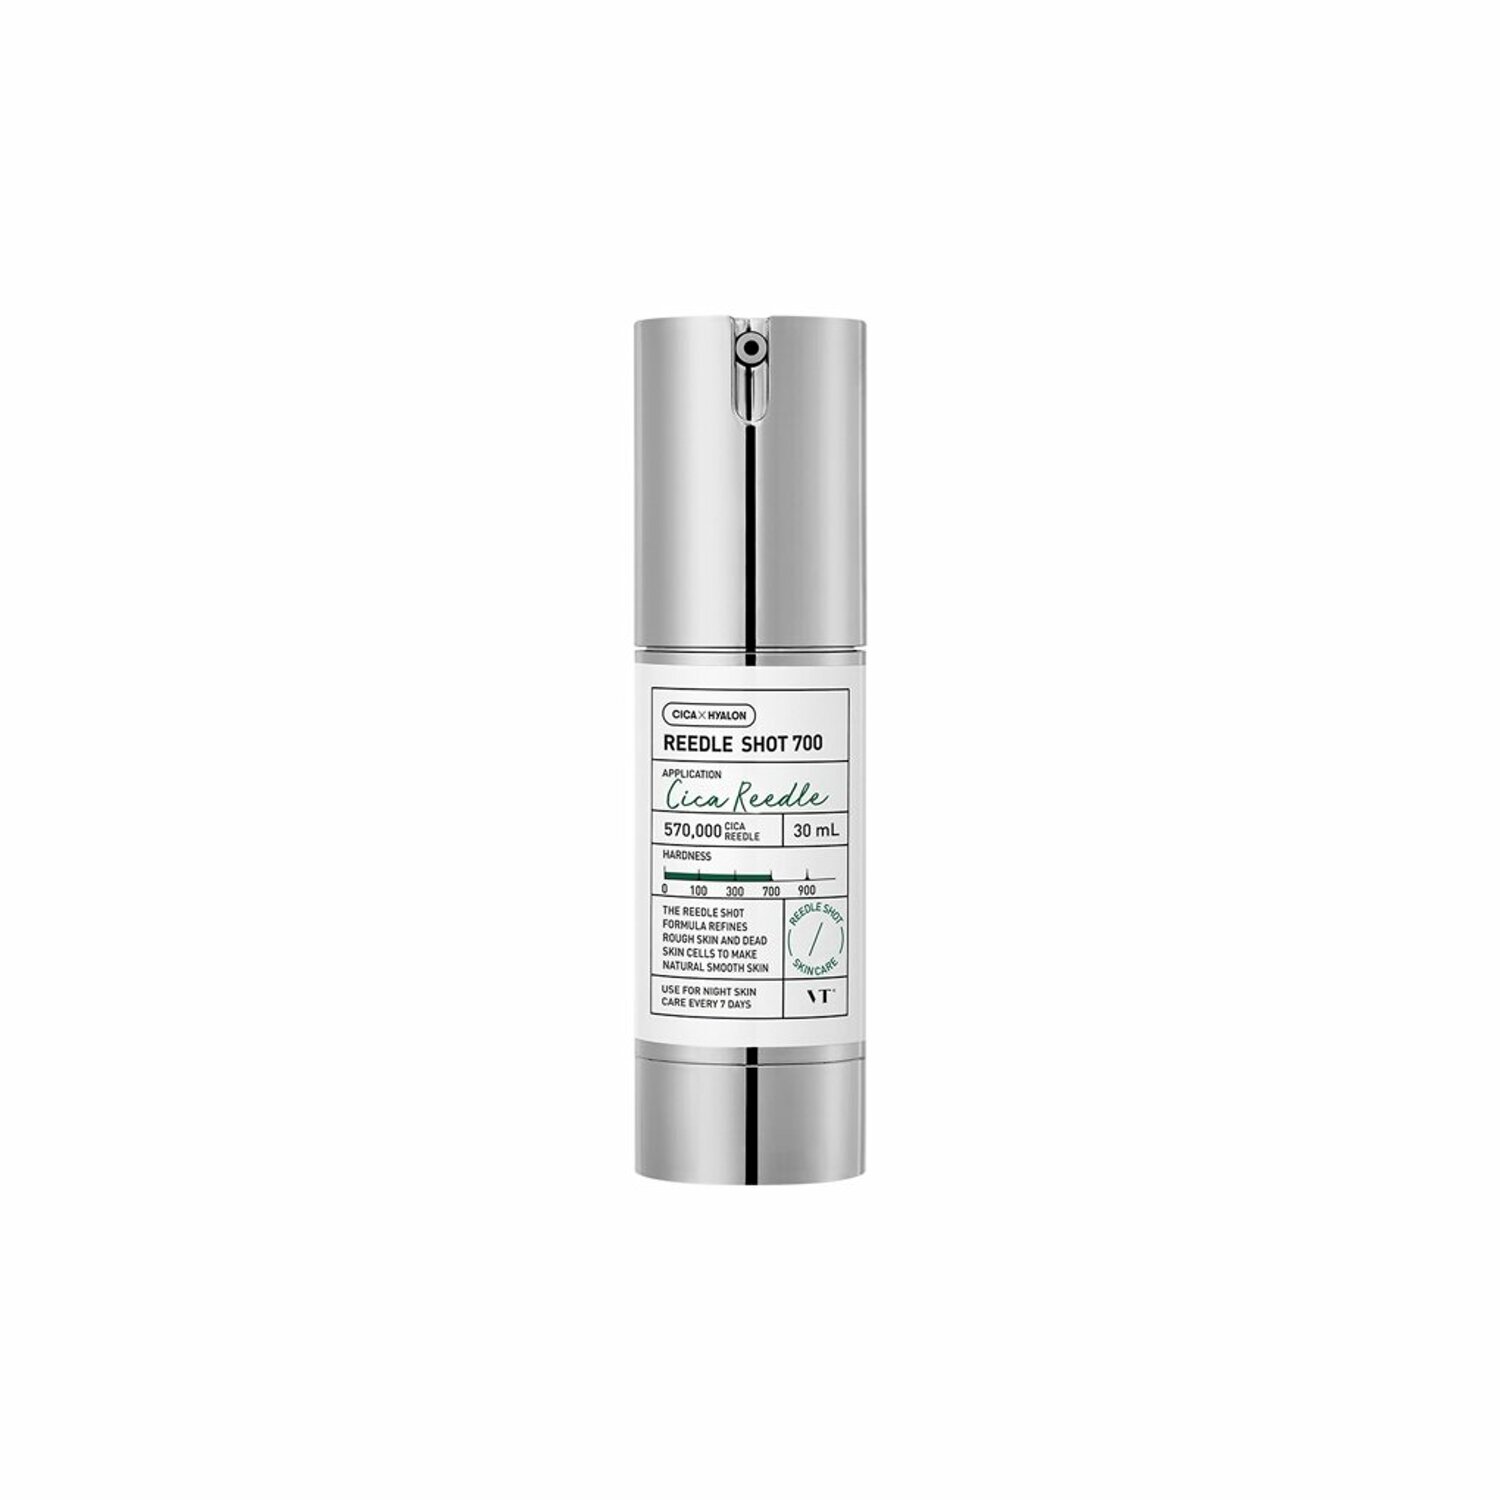 CICA×HYALON
REEDLE SHOT 700
APPLICATION
Cica Reedle
570,000 CICA REEDLE
30 mL
HARDNESS
0 100 300 700 900
THE REEDLE SHOT
FORMULA REFINES
ROUGH SKIN AND DEAD
SKIN CELLS TO MAKE
NATURAL SMOOTH SKIN
REEDLE SHOT
SKINCARE
USE FOR NIGHT SKIN
CARE EVERY 7 DAYS
VT